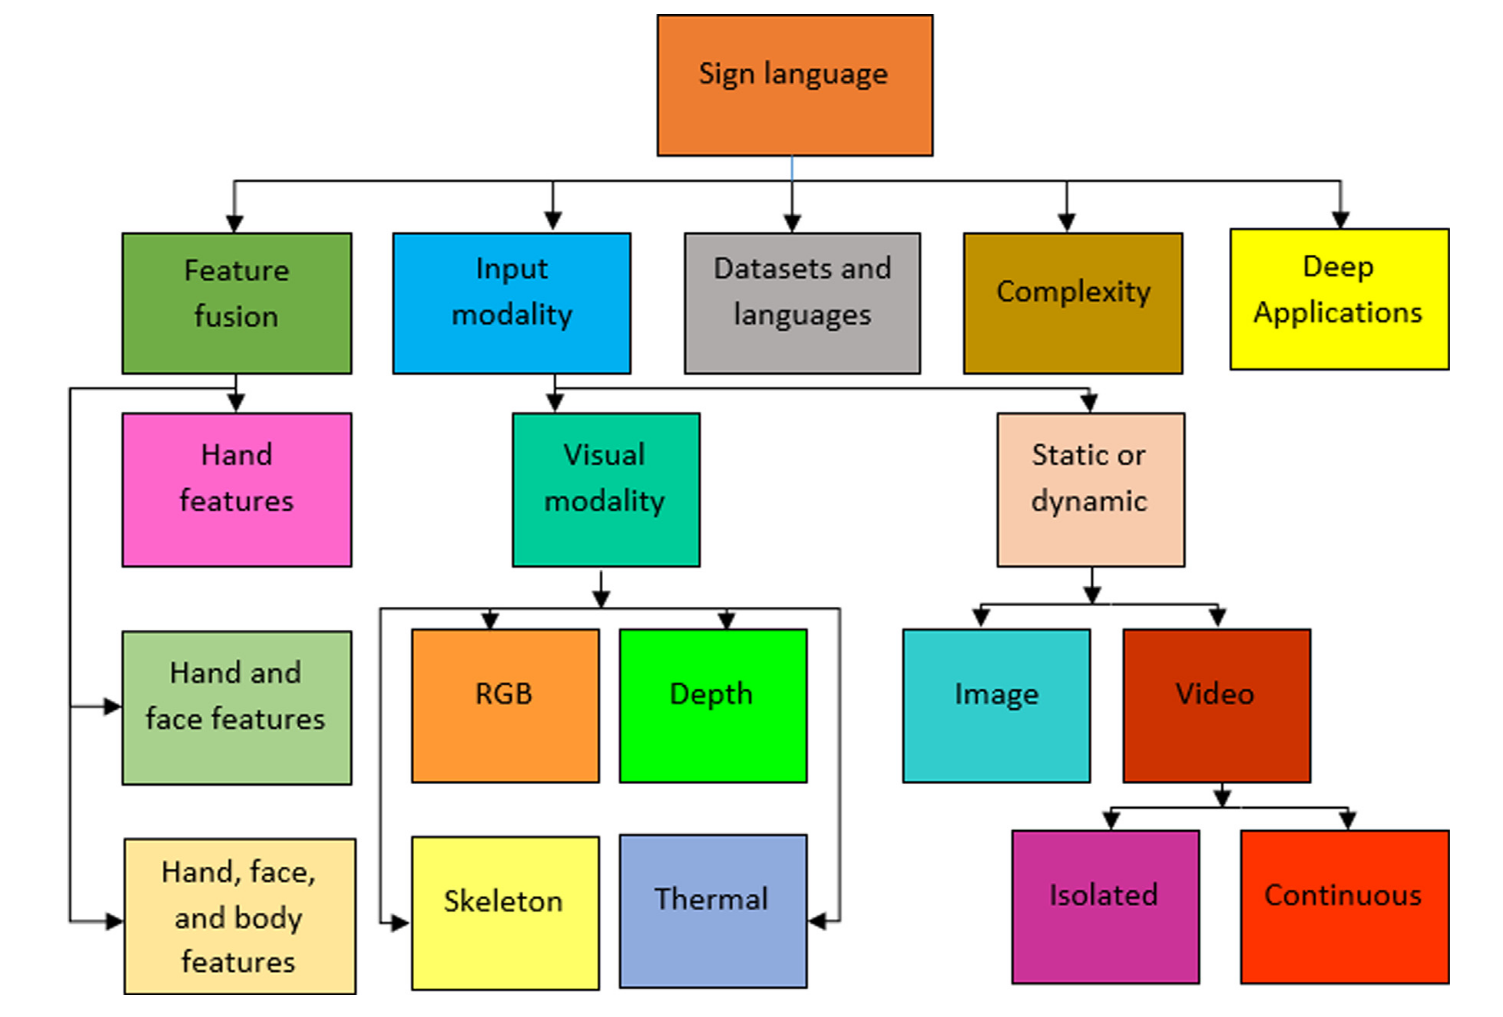 Sign language
Feature
fusion
Input
modality
Datasets and
languages
Complexity
Deep
Applications
Hand
features
Visual
modality
Static or
dynamic
Hand and
face features
RGB
Depth
Image
Video
Hand, face,
and body
features
Skeleton
Thermal
Isolated
Continuous